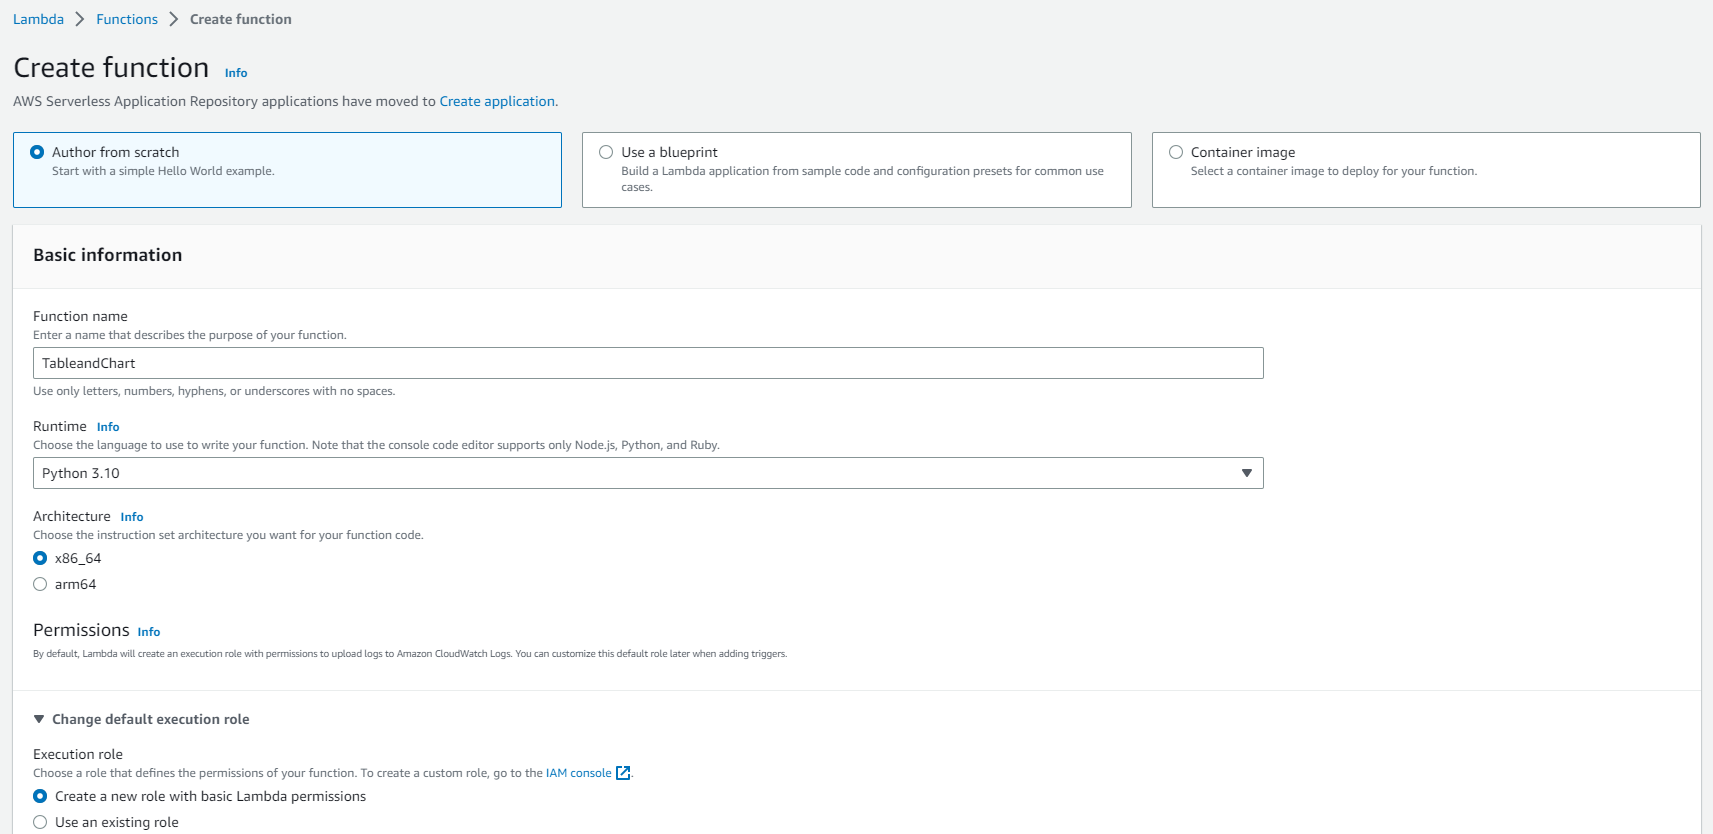 Lambda > Functions > Create function
Create function Info
AWS Serverless Application Repository applications have moved to Create application.
Author from scratch
Start with a simple Hello World example.
Use a blueprint
Build a Lambda application from sample code and configuration presets for common use
cases.
Container image
Select a container image to deploy for your function.
Basic information
Function name
Enter a name that describes the purpose of your function.
TableandChart
Use only letters, numbers, hyphens, or underscores with no spaces.
Runtime Info
Choose the language to use to write your function. Note that the console code editor supports only Node.js, Python, and Ruby.
Python 3.10
Architecture Info
Choose the instruction set architecture you want for your function code.
x86_64
arm64
Permissions Info
By default, Lambda will create an execution role with permissions to upload logs to Amazon CloudWatch Logs. You can customize this default role later when adding triggers.
Change default execution role
Execution role
Choose a role that defines the permissions of your function. To create a custom role, go to the IAM console.
Create a new role with basic Lambda permissions
Use an existing role